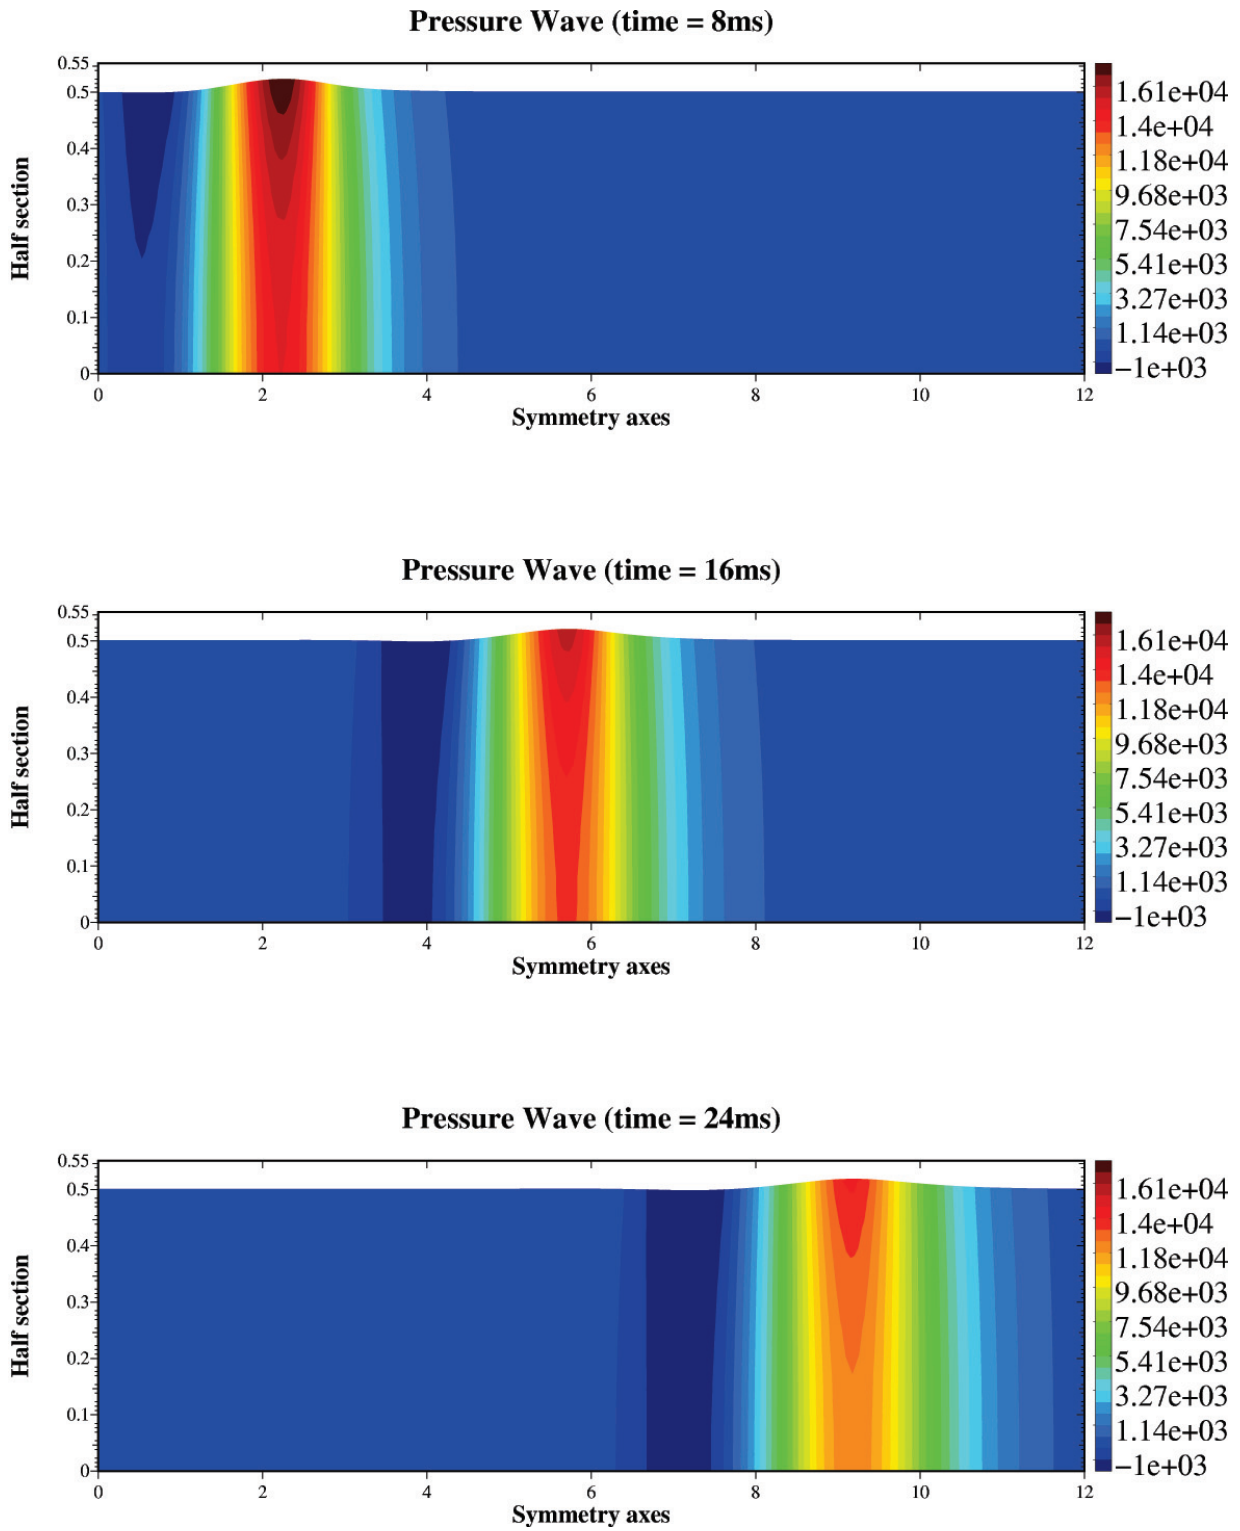 Pressure Wave (time = 8ms)
0.55
0.5
0.4
0.3
0.2
0.1
0
Half section
0 2 4 6 8 10 12
Symmetry axes
1.61e+04
1.4e+04
1.18e+04
9.68e+03
7.54e+03
5.41e+03
3.27e+03
1.14e+03
−1e+03
Pressure Wave (time = 16ms)
0.55
0.5
0.4
0.3
0.2
0.1
0
Half section
0 2 4 6 8 10 12
Symmetry axes
1.61e+04
1.4e+04
1.18e+04
9.68e+03
7.54e+03
5.41e+03
3.27e+03
1.14e+03
−1e+03
Pressure Wave (time = 24ms)
0.55
0.5
0.4
0.3
0.2
0.1
0
Half section
0 2 4 6 8 10 12
Symmetry axes
1.61e+04
1.4e+04
1.18e+04
9.68e+03
7.54e+03
5.41e+03
3.27e+03
1.14e+03
−1e+03